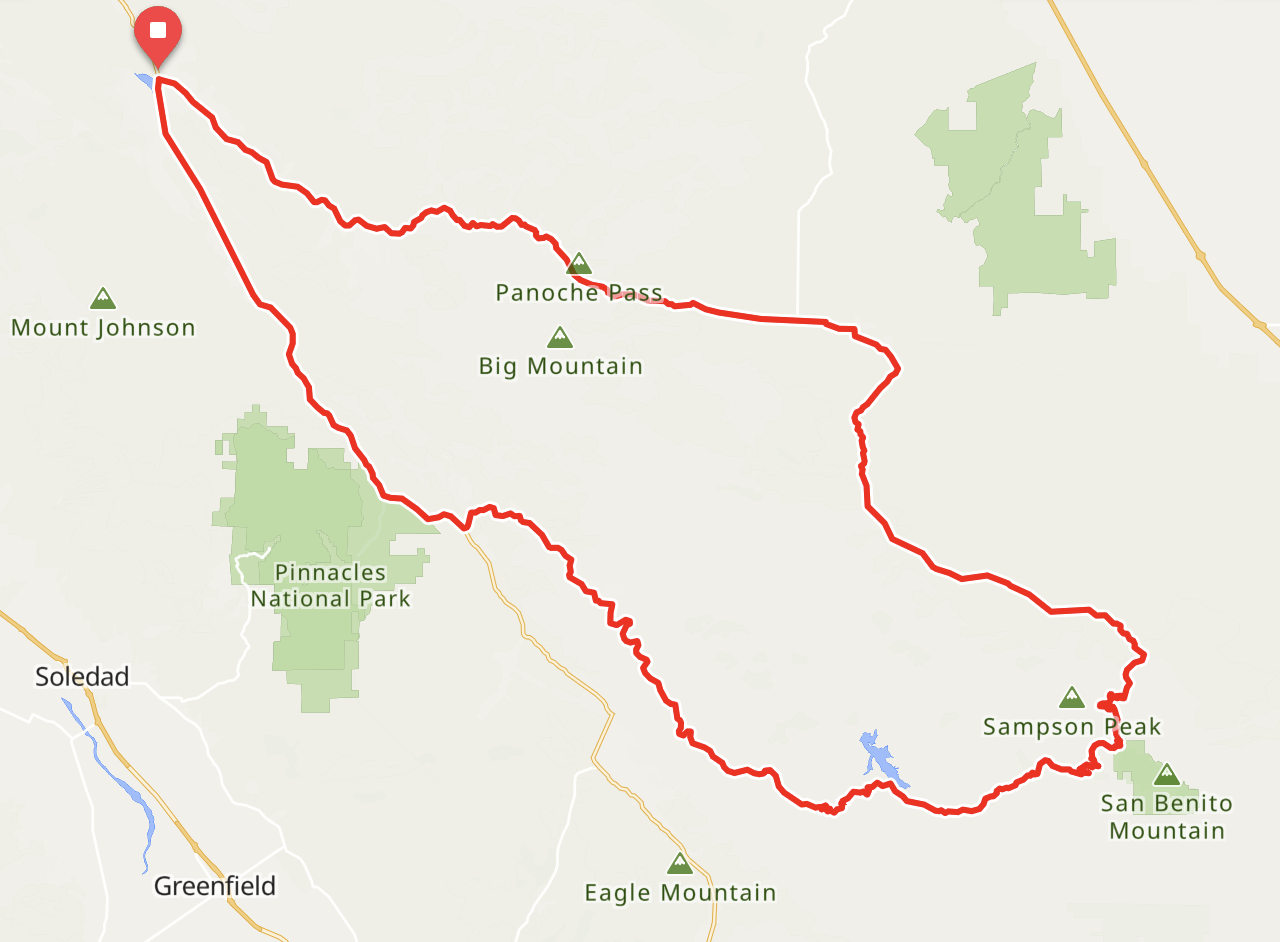 Panoche Pass
Mount Johnson
Big Mountain
Pinnacles
National Park
Soledad
Sampson Peak
San Benito
Mountain
Greenfield
Eagle Mountain